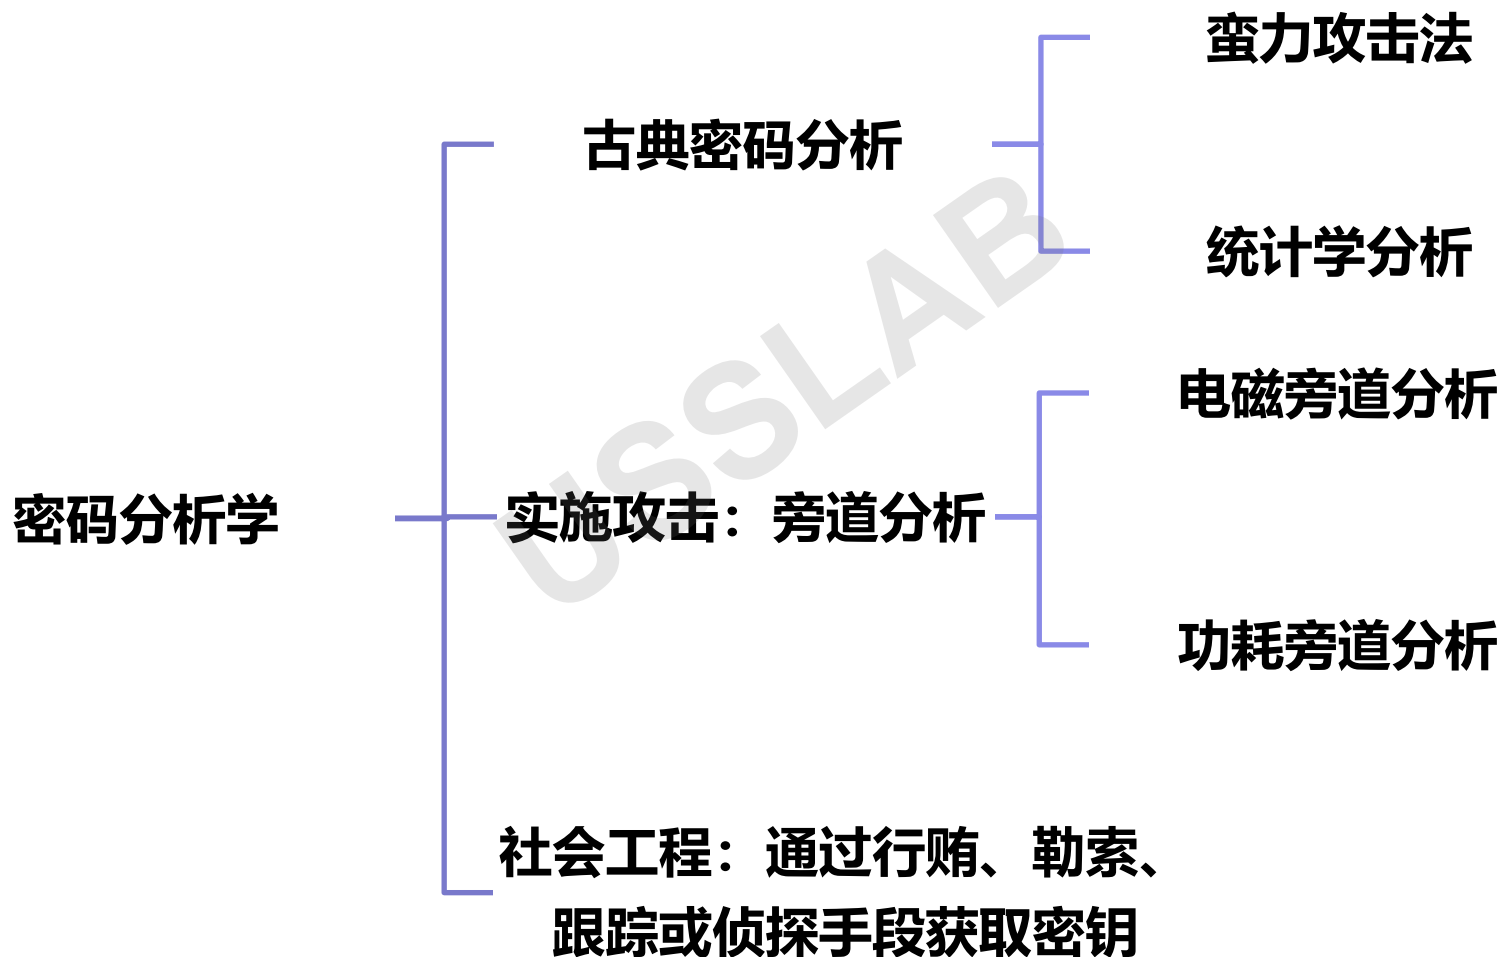 蛮力攻击法
古典密码分析
统计学分析
电磁旁道分析
密码分析学
实施攻击：旁道分析
功耗旁道分析
社会工程：通过行贿、勒索、
跟踪或侦探手段获取密钥
USSLAB